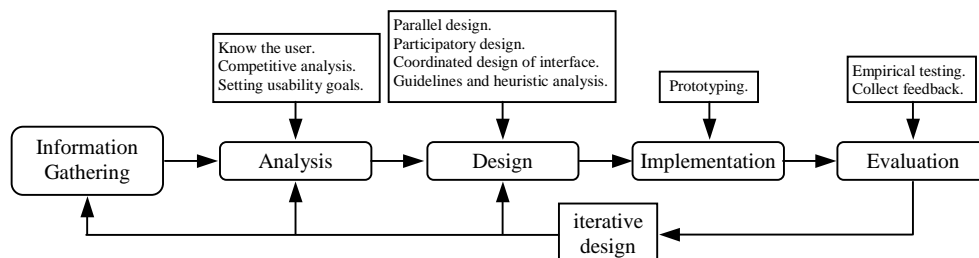 Know the user.
Competitive analysis.
Setting usability goals.
Parallel design.
Participatory design.
Coordinated design of interface.
Guidelines and heuristic analysis.
Prototyping.
Empirical testing.
Collect feedback.
Information
Gathering
Analysis
Design
Implementation
Evaluation
iterative
design